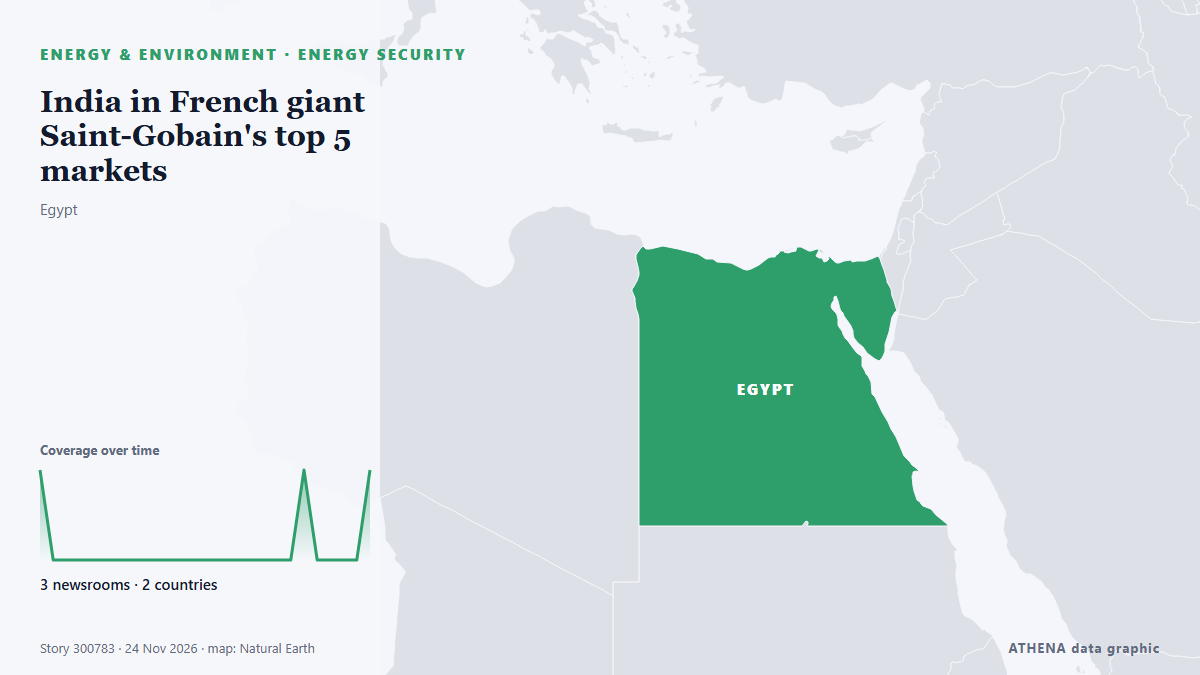 ENERGY & ENVIRONMENT · ENERGY SECURITY
India in French giant
Saint-Gobain's top 5
markets
Egypt
EGYPT
Coverage over time
3 newsrooms · 2 countries
Story 300783 · 24 Nov 2026 · map: Natural Earth
ATHENA data graphic